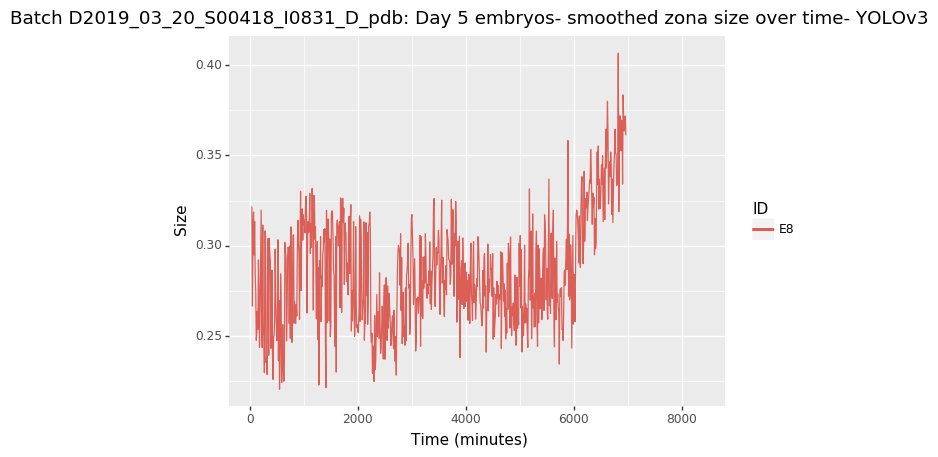 Batch D2019_03_20_S00418_I0831_D_pdb: Day 5 embryos- smoothed zona size over time- YOLOv3
0.40
0.35
0.30
0.25
Size
0
2000
4000
6000
8000
Time (minutes)
ID
E8